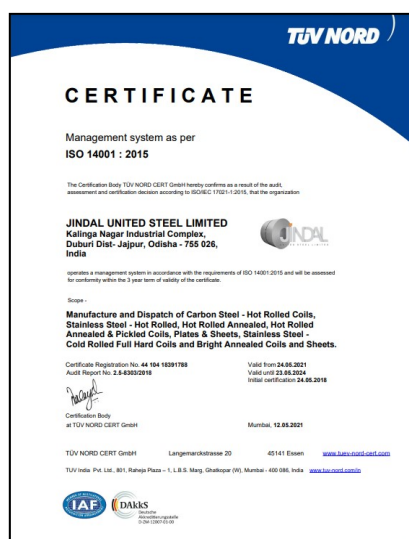 TÜV NORD
CERTIFICATE
Management system as per
ISO 14001 : 2015
The Certification Body TÜV NORD CERT GmbH hereby confirms as a result of the audit,
assessment and certification decision according to ISO/IEC 17021-1:2015, that the organization
JINDAL UNITED STEEL LIMITED
Kalinga Nagar Industrial Complex,
Duburi Dist- Jajpur, Odisha - 755 026,
India
JINDAL
UNITED STEEL LIMITED
operates a management system in accordance with the requirements of ISO 14001:2015 and will be assessed
for conformity within the 3 year term of validity of the certificate.
Scope -
Manufacture and Dispatch of Carbon Steel - Hot Rolled Coils,
Stainless Steel - Hot Rolled, Hot Rolled Annealed, Hot Rolled
Annealed & Pickled Coils, Plates & Sheets, Stainless Steel -
Cold Rolled Full Hard Coils and Bright Annealed Coils and Sheets.
Certificate Registration No. 44 104 18391788
Audit Report No. 2.5-8303/2018
Valid from 24.05.2021
Valid until 23.05.2024
Initial certification 24.05.2018
Certification Body
at TÜV NORD CERT GmbH
Mumbai, 12.05.2021
TÜV NORD CERT GmbH Langemarckstrasse 20 45141 Essen www.tuev-nord-cert.com
TUV India Pvt. Ltd., 801, Raheja Plaza – 1, L.B.S. Marg, Ghatkopar (W), Mumbai - 400 086, India www.tuv-nord.com/in
IAF
DAkkS
Deutsche
Akkreditierungsstelle
D-ZM-12007-01-00